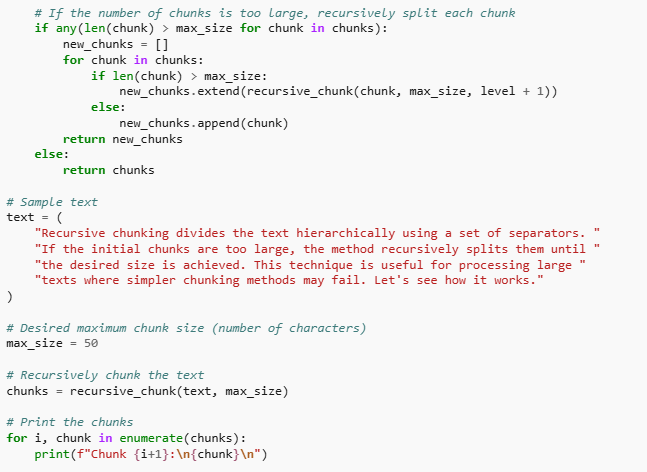 # If the number of chunks is too large, recursively split each chunk
    if any(len(chunk) > max_size for chunk in chunks):
        new_chunks = []
        for chunk in chunks:
            if len(chunk) > max_size:
                new_chunks.extend(recursive_chunk(chunk, max_size, level + 1))
            else:
                new_chunks.append(chunk)
        return new_chunks
    else:
        return chunks

# Sample text
text = (
    "Recursive chunking divides the text hierarchically using a set of separators. "
    "If the initial chunks are too large, the method recursively splits them until "
    "the desired size is achieved. This technique is useful for processing large "
    "texts where simpler chunking methods may fail. Let's see how it works."
)

# Desired maximum chunk size (number of characters)
max_size = 50

# Recursively chunk the text
chunks = recursive_chunk(text, max_size)

# Print the chunks
for i, chunk in enumerate(chunks):
    print(f"Chunk {i+1}:\n{chunk}\n")